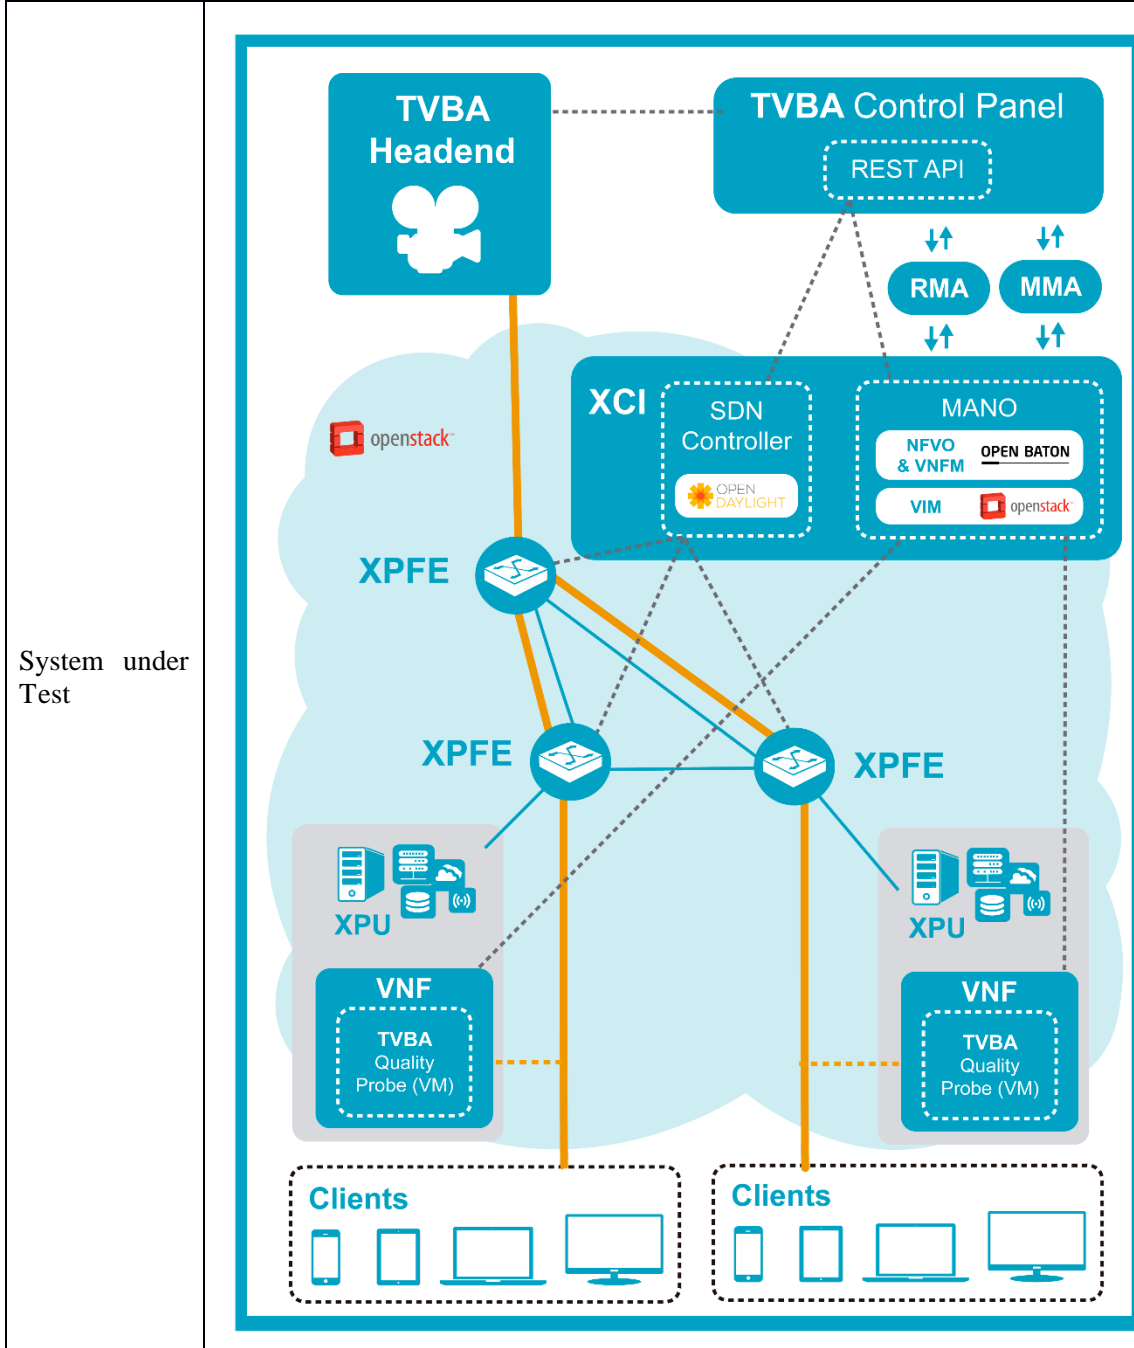 System under
Test
TVBA
Headend
TVBA Control Panel
REST API
RMA
MMA
XCI
SDN
Controller
OPEN
DAYLIGHT
MANO
NFVO
& VNFM
OPEN BATON
VIM
openstack™
openstack™
XPFE
XPFE
XPFE
XPU
VNF
TVBA
Quality
Probe (VM)
XPU
VNF
TVBA
Quality
Probe (VM)
Clients
Clients